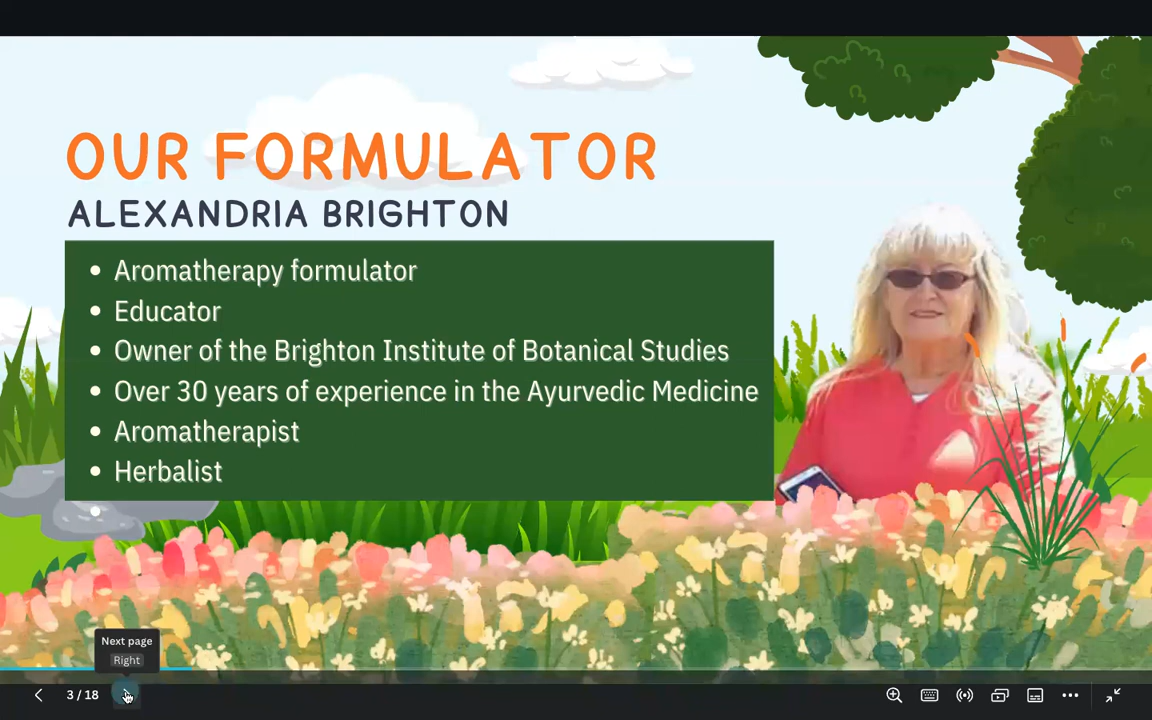 OUR FORMULATOR
ALEXANDRIA BRIGHTON
• Aromatherapy formulator
• Educator
• Owner of the Brighton Institute of Botanical Studies
• Over 30 years of experience in the Ayurvedic Medicine
• Aromatherapist
• Herbalist
•
Next page
Right
3 / 18